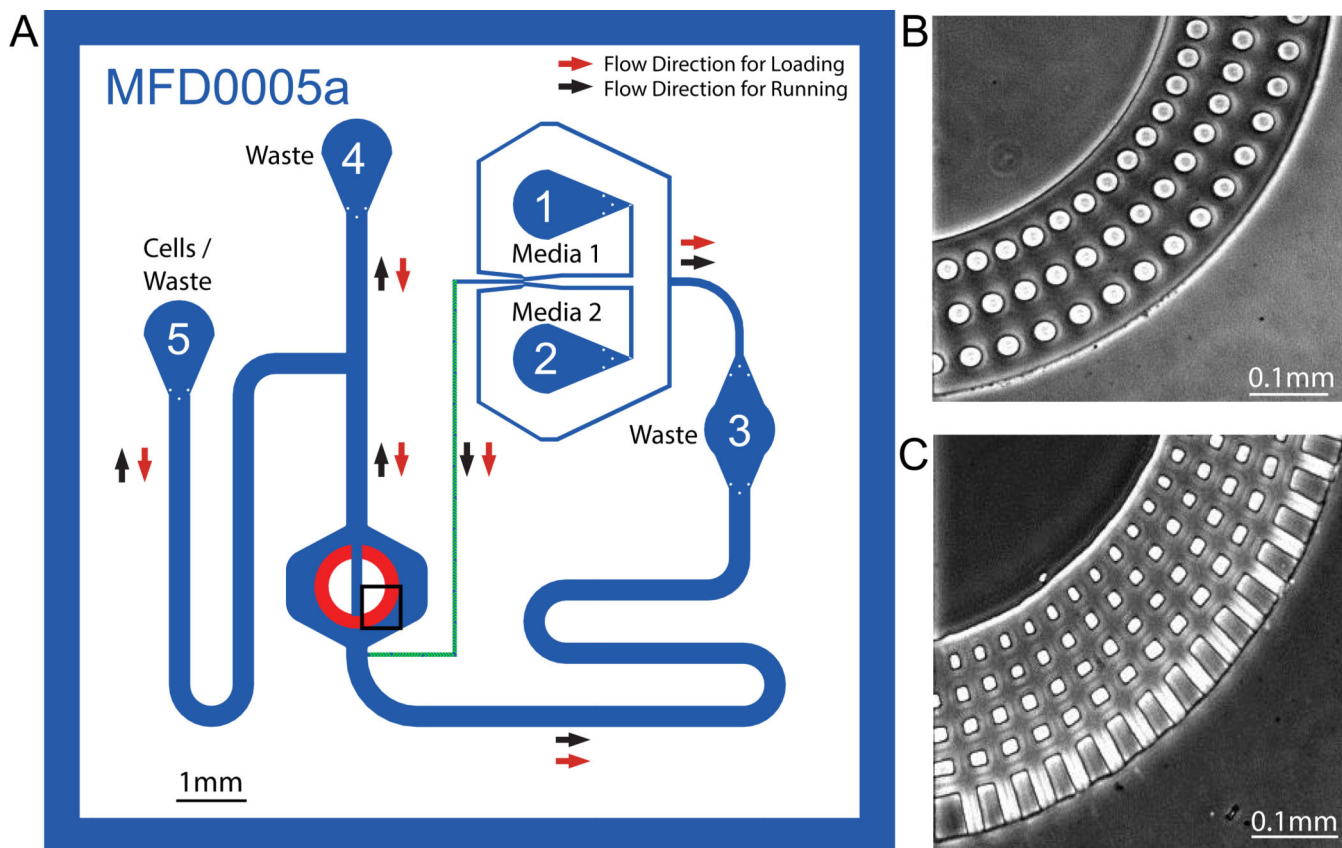 A
MFD0005a
Flow Direction for Loading
Flow Direction for Running
Waste
4
1
Media 1
Cells /
Waste
5
Media 2
2
Waste
3
1mm
B
0.1mm
C
0.1mm